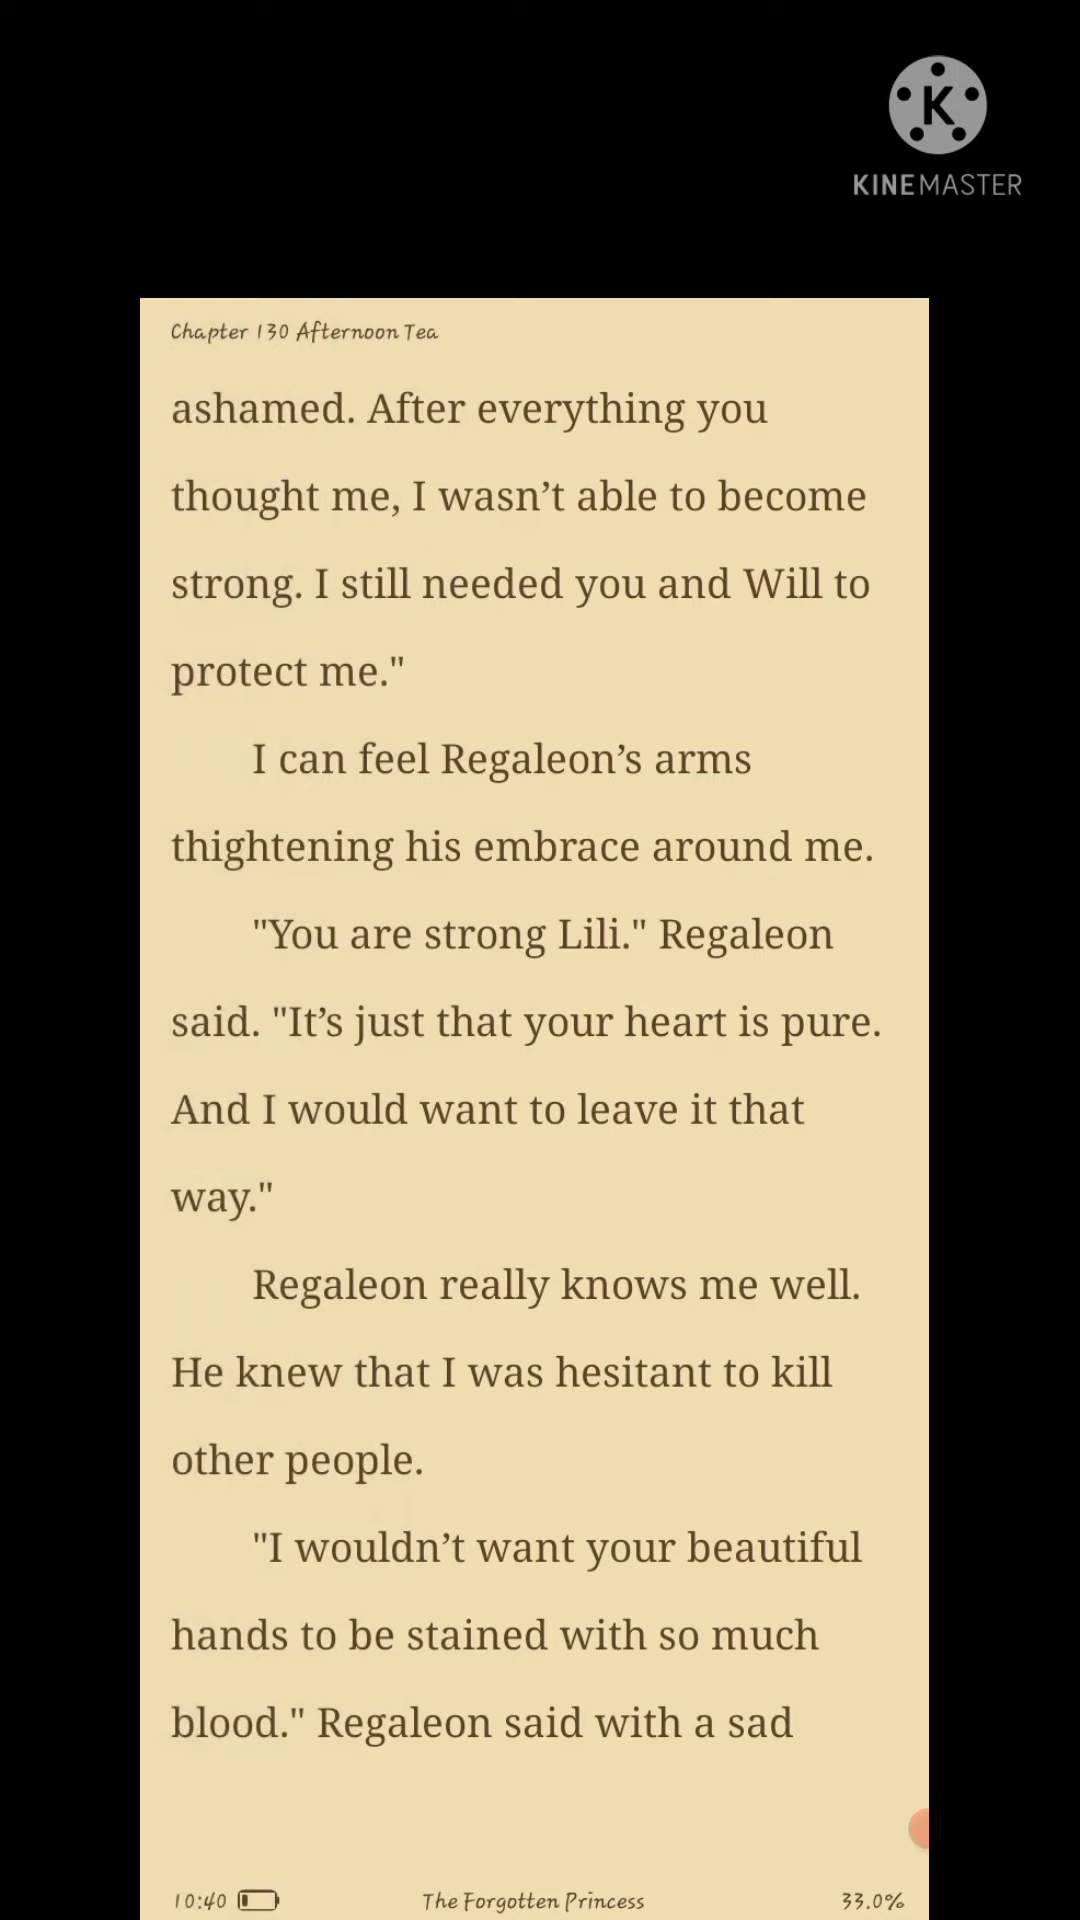 K
KINEMASTER
Chapter 130 Afternoon Tea
ashamed. After everything you
thought me, I wasn’t able to become
strong. I still needed you and Will to
protect me."
I can feel Regaleon’s arms
thightening his embrace around me.
"You are strong Lili." Regaleon
said. "It’s just that your heart is pure.
And I would want to leave it that
way."
Regaleon really knows me well.
He knew that I was hesitant to kill
other people.
"I wouldn’t want your beautiful
hands to be stained with so much
blood." Regaleon said with a sad
10:40 The Forgotten Princess 33.0%